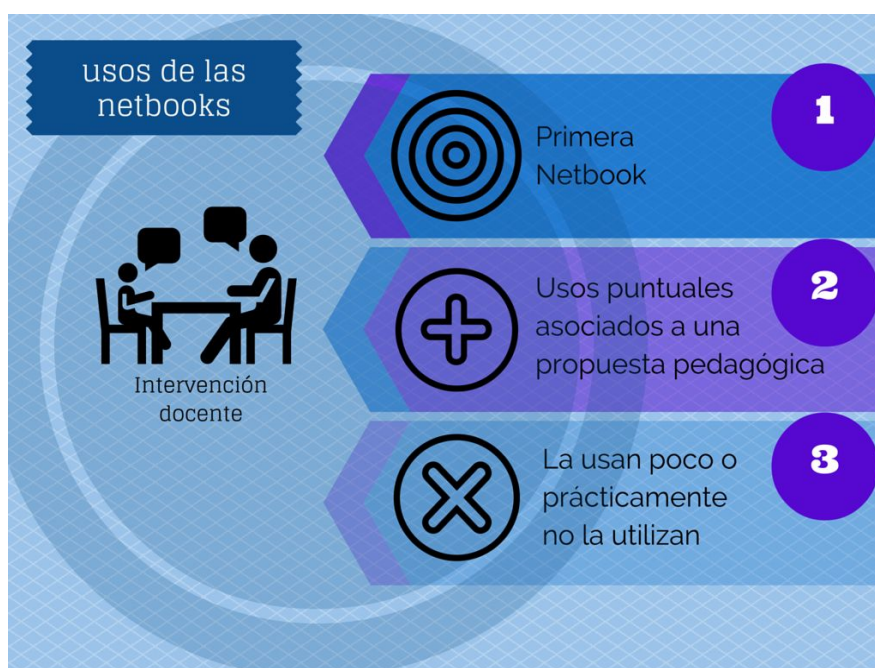 usos de las
netbooks
Intervención
docente
1
Primera
Netbook
2
Usos puntuales
asociados a una
propuesta pedagógica
3
La usan poco o
prácticamente
no la utilizan